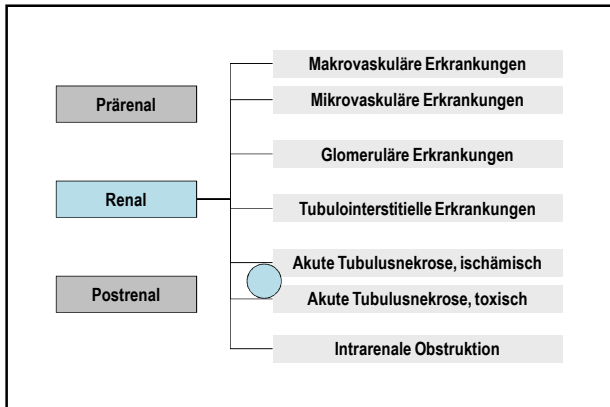 Prärenal
Renal
Postrenal
Makrovaskuläre Erkrankungen
Mikrovaskuläre Erkrankungen
Glomeruläre Erkrankungen
Tubulointerstitielle Erkrankungen
Akute Tubulusnekrose, ischämisch
Akute Tubulusnekrose, toxisch
Intrarenale Obstruktion